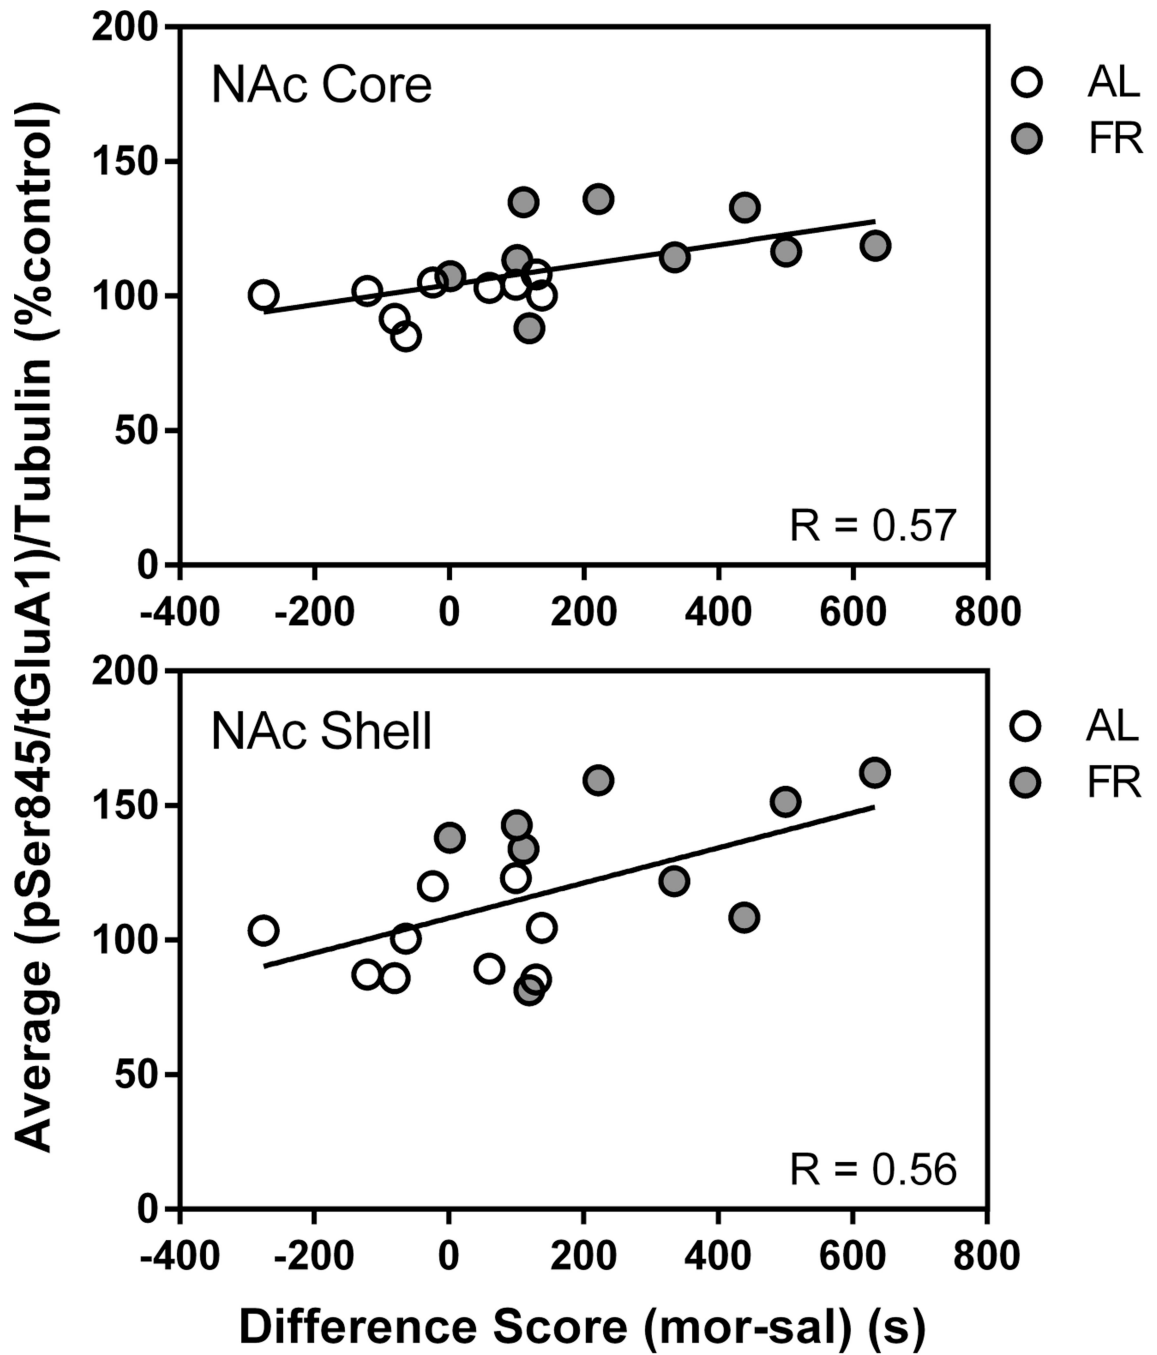 Average (pSer845/tGluA1)/Tubulin (%control)
200
NAc Core
AL
FR
150
100
50
R = 0.57
0
-400 -200 0 200 400 600 800
200
NAc Shell
AL
FR
150
100
50
R = 0.56
0
-400 -200 0 200 400 600 800
Difference Score (mor-sal) (s)